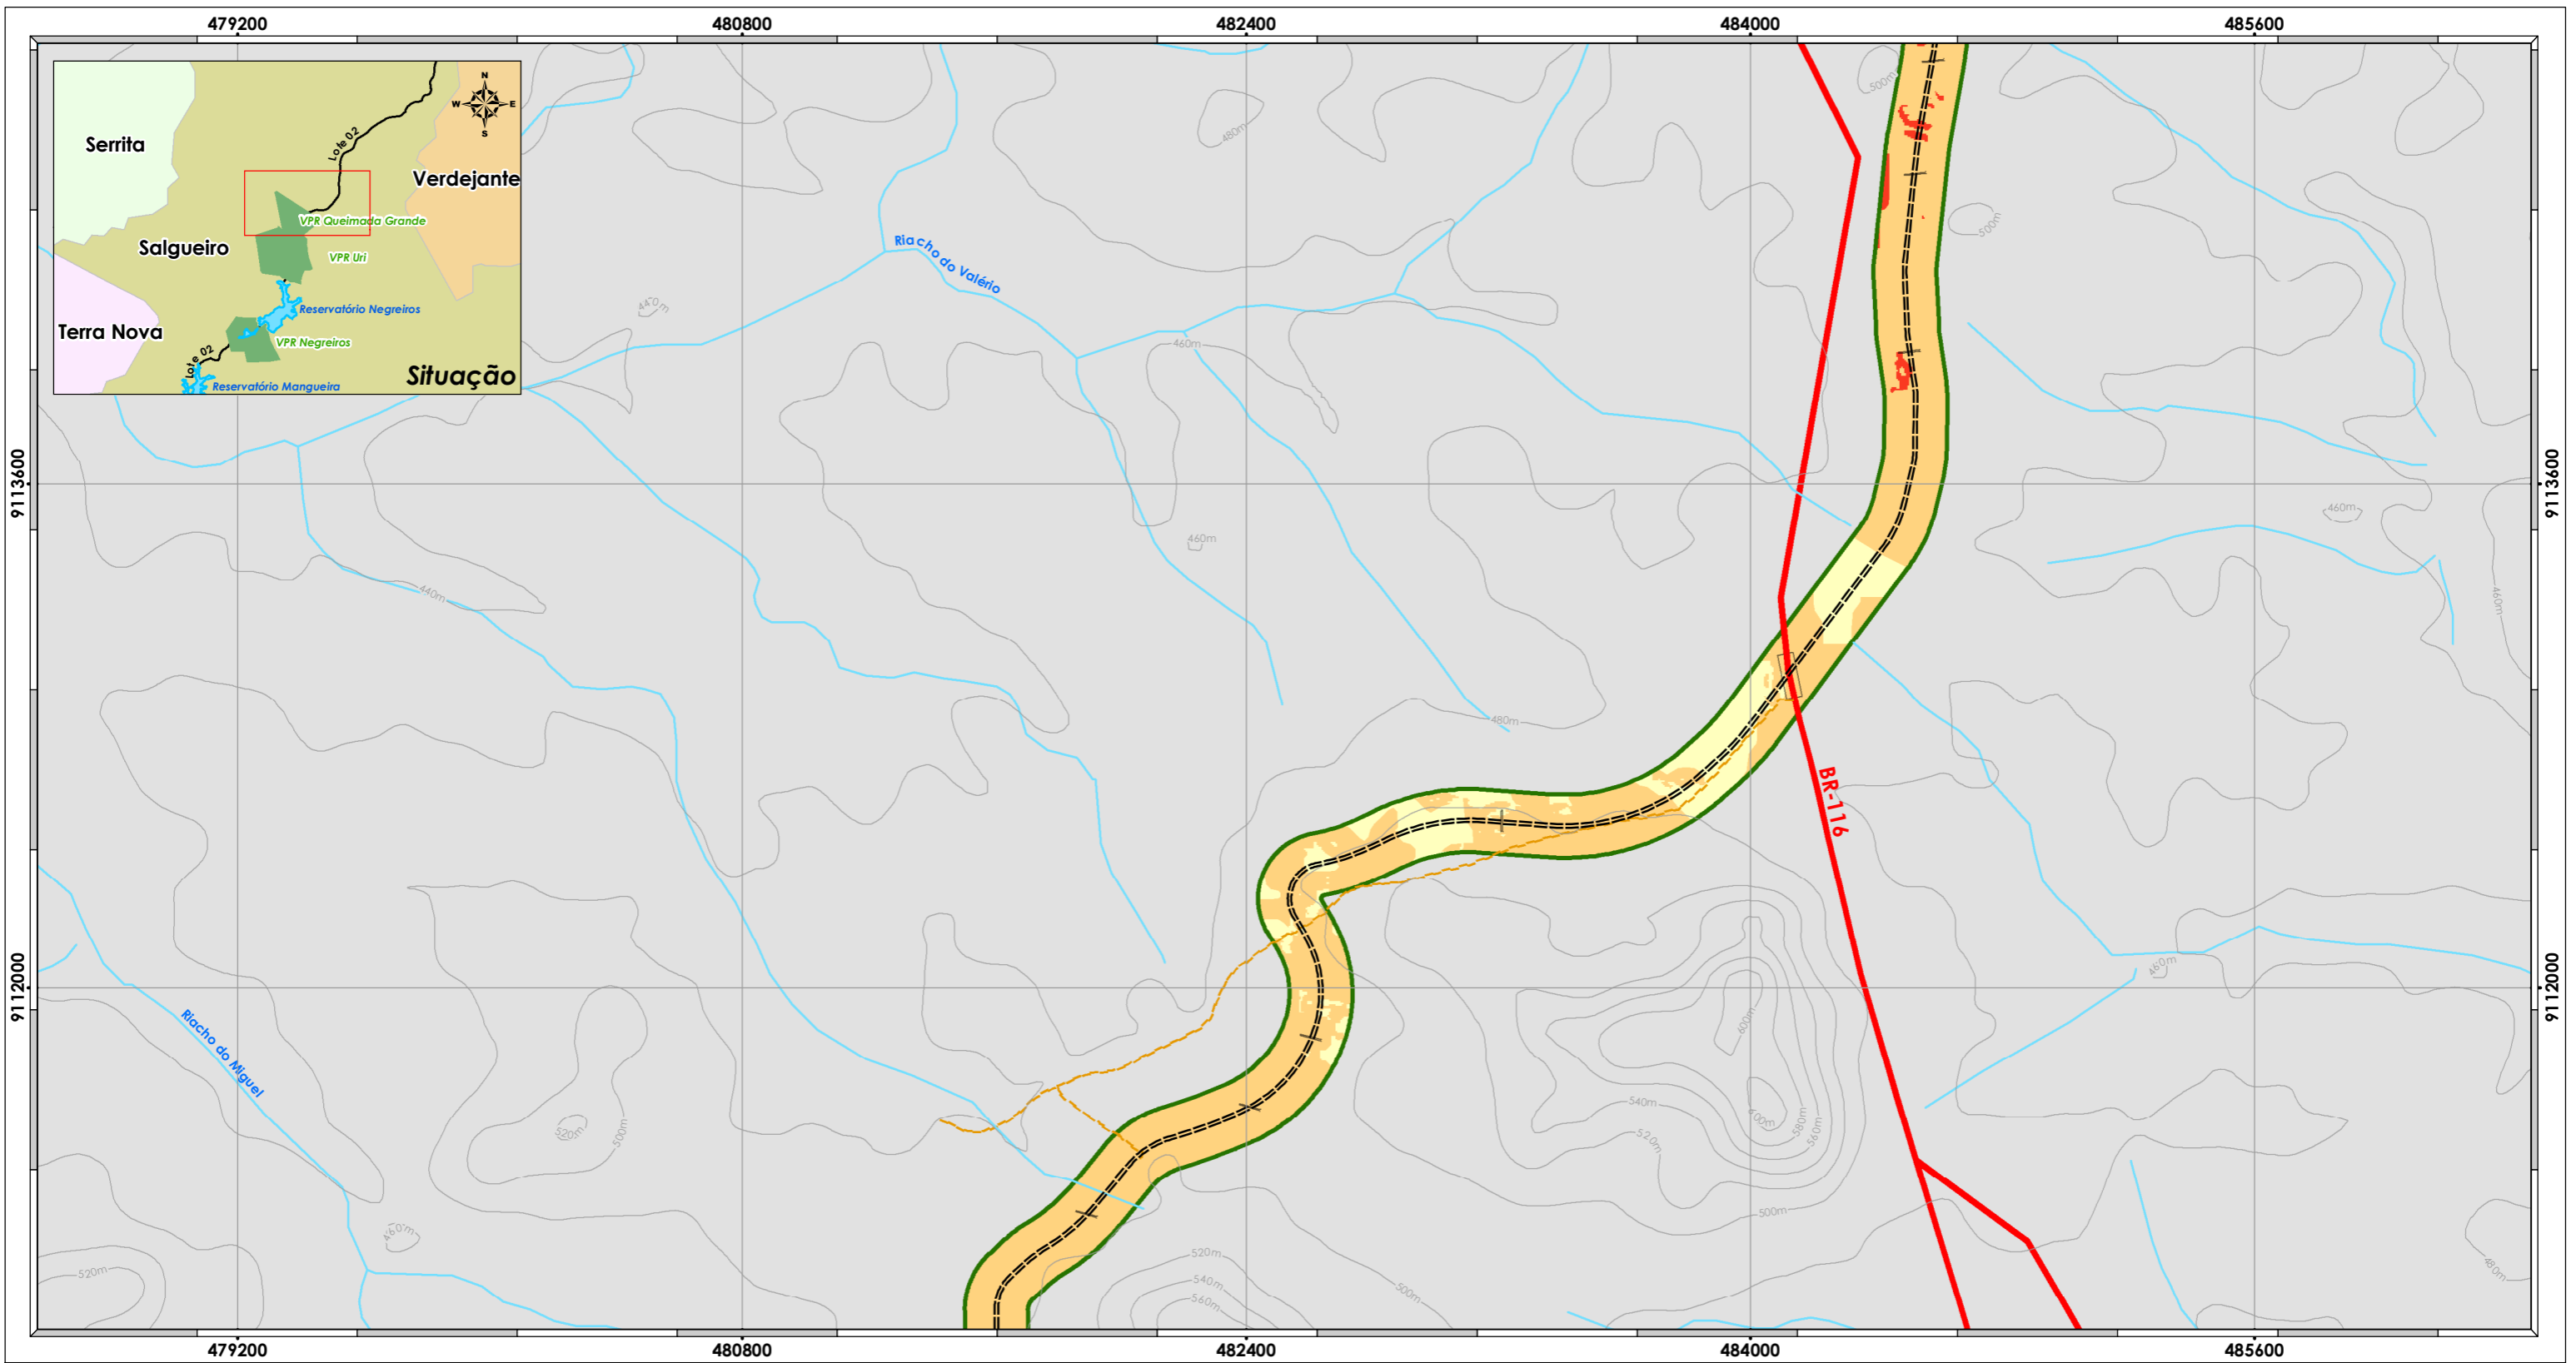 479200 480800 482400 484000 485600
N
W E
S
Serrita
Lote 02
Verdejante
VPR Queimada Grande
Salgueiro
VPR Uri
Reservatório Negreiros
Terra Nova
VPR Negreiros
Lote 02
Reservatório Mangueira
Situação
500m
480m
500m
Riacho do Valério
440m
460m
9113600
9113600
460m
460m
440m
460m
480m
BR-116
460m
9112000
9112000
600m
Riacho do Miguel
540m
600m
580m
560m
520m
500m
520m
500m
460m
520m
520m
540m
560m
500m
480m
479200 480800 482400 484000 485600